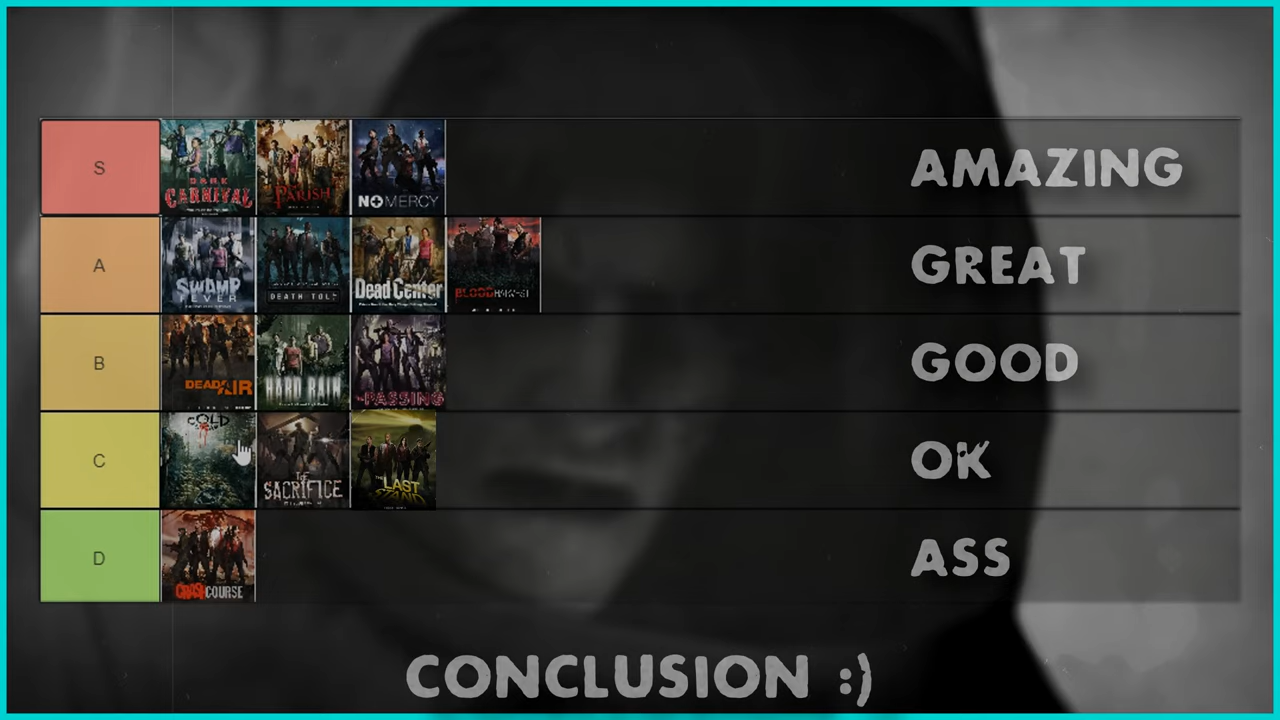 S
DARK CARNIVAL
THE PARISH
NO MERCY
AMAZING
A
SWAMP FEVER
DEATH TOLL
Dead Center
BLOOD HARVEST
GREAT
B
DEAD AIR
HARD RAIN
THE PASSING
GOOD
C
COLD
THE SACRIFICE
THE LAST STAND
OK
D
CRASH COURSE
ASS
CONCLUSION :)